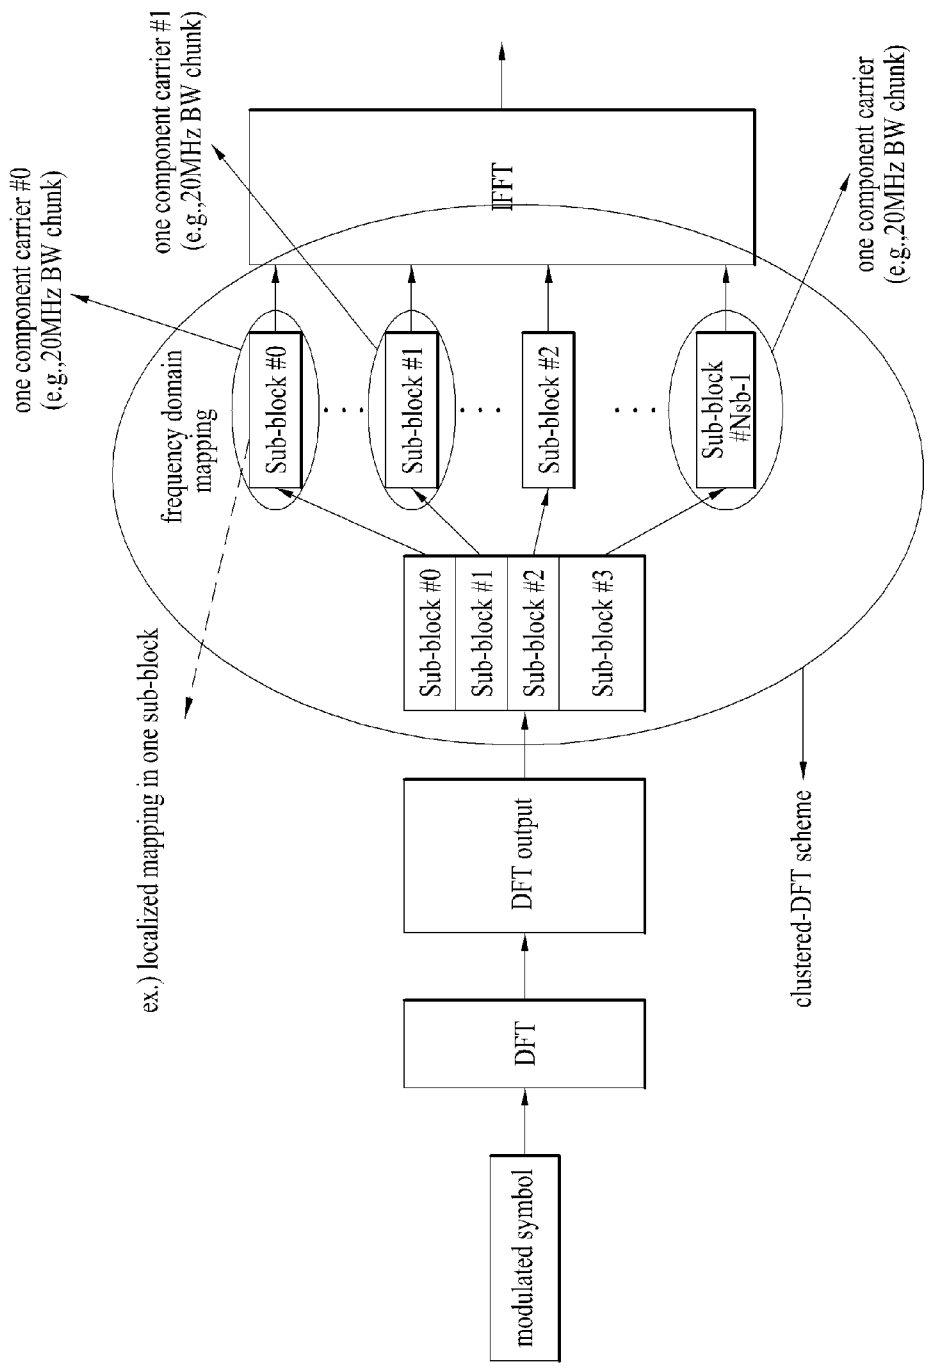 one component carrier #0
(e.g.,20MHz BW chunk)
one component carrier #1
(e.g.,20MHz BW chunk)
one component carrier
(e.g.,20MHz BW chunk)
frequency domain
mapping
ex.) localized mapping in one sub-block
modulated symbol
DFT
DFT output
Sub-block #0
Sub-block #1
Sub-block #2
Sub-block #3
Sub-block #0
. . .
Sub-block #1
. . .
Sub-block #2
. . .
Sub-block
#Nsb-1
IFFT
clustered-DFT scheme